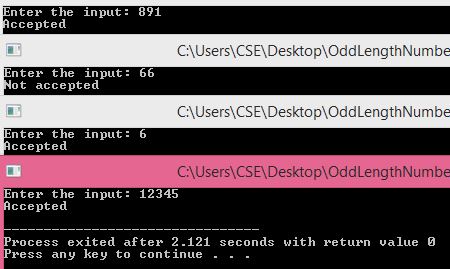 Enter the input: 891
Accepted
C:\Users\CSE\Desktop\OddLengthNumbe
Enter the input: 66
Not accepted
C:\Users\CSE\Desktop\OddLengthNumbe
Enter the input: 6
Accepted
C:\Users\CSE\Desktop\OddLengthNumbe
Enter the input: 12345
Accepted
--------------------------------
Process exited after 2.121 seconds with return value 0
Press any key to continue . . .